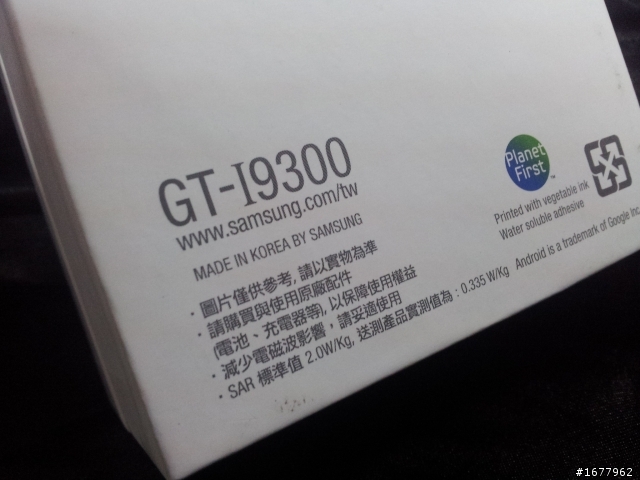 GT-I9300
www.samsung.com/tw
MADE IN KOREA BY SAMSUNG
· 圖片僅供參考, 請以實物為準
· 請購買與使用原廠配件
(電池、充電器等), 以保障使用權益
· 減少電磁波影響，請妥適使用
· SAR 標準值 2.0W/Kg, 送測產品實測值為 : 0.335 W/Kg
Planet
First™
Printed with vegetable ink
Water soluble adhesive
Android is a trademark of Google Inc.
#1677962